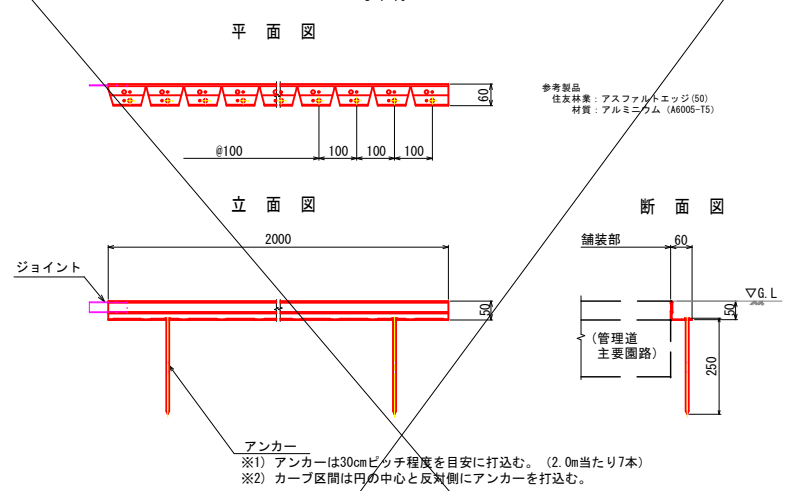 平 面 図
60
参考製品
住友林業：アスファルトエッジ(50)
材質：アルミニウム (A6005-T5)
@100
100
100
100
立 面 図
断 面 図
2000
舗装部
60
ジョイント
▽G.L
50
50
(管理道
主要園路)
250
アンカー
※1) アンカーは30cmピッチ程度を目安に打込む。 (2.0m当たり7本)
※2) カーブ区間は円の中心と反対側にアンカーを打込む。